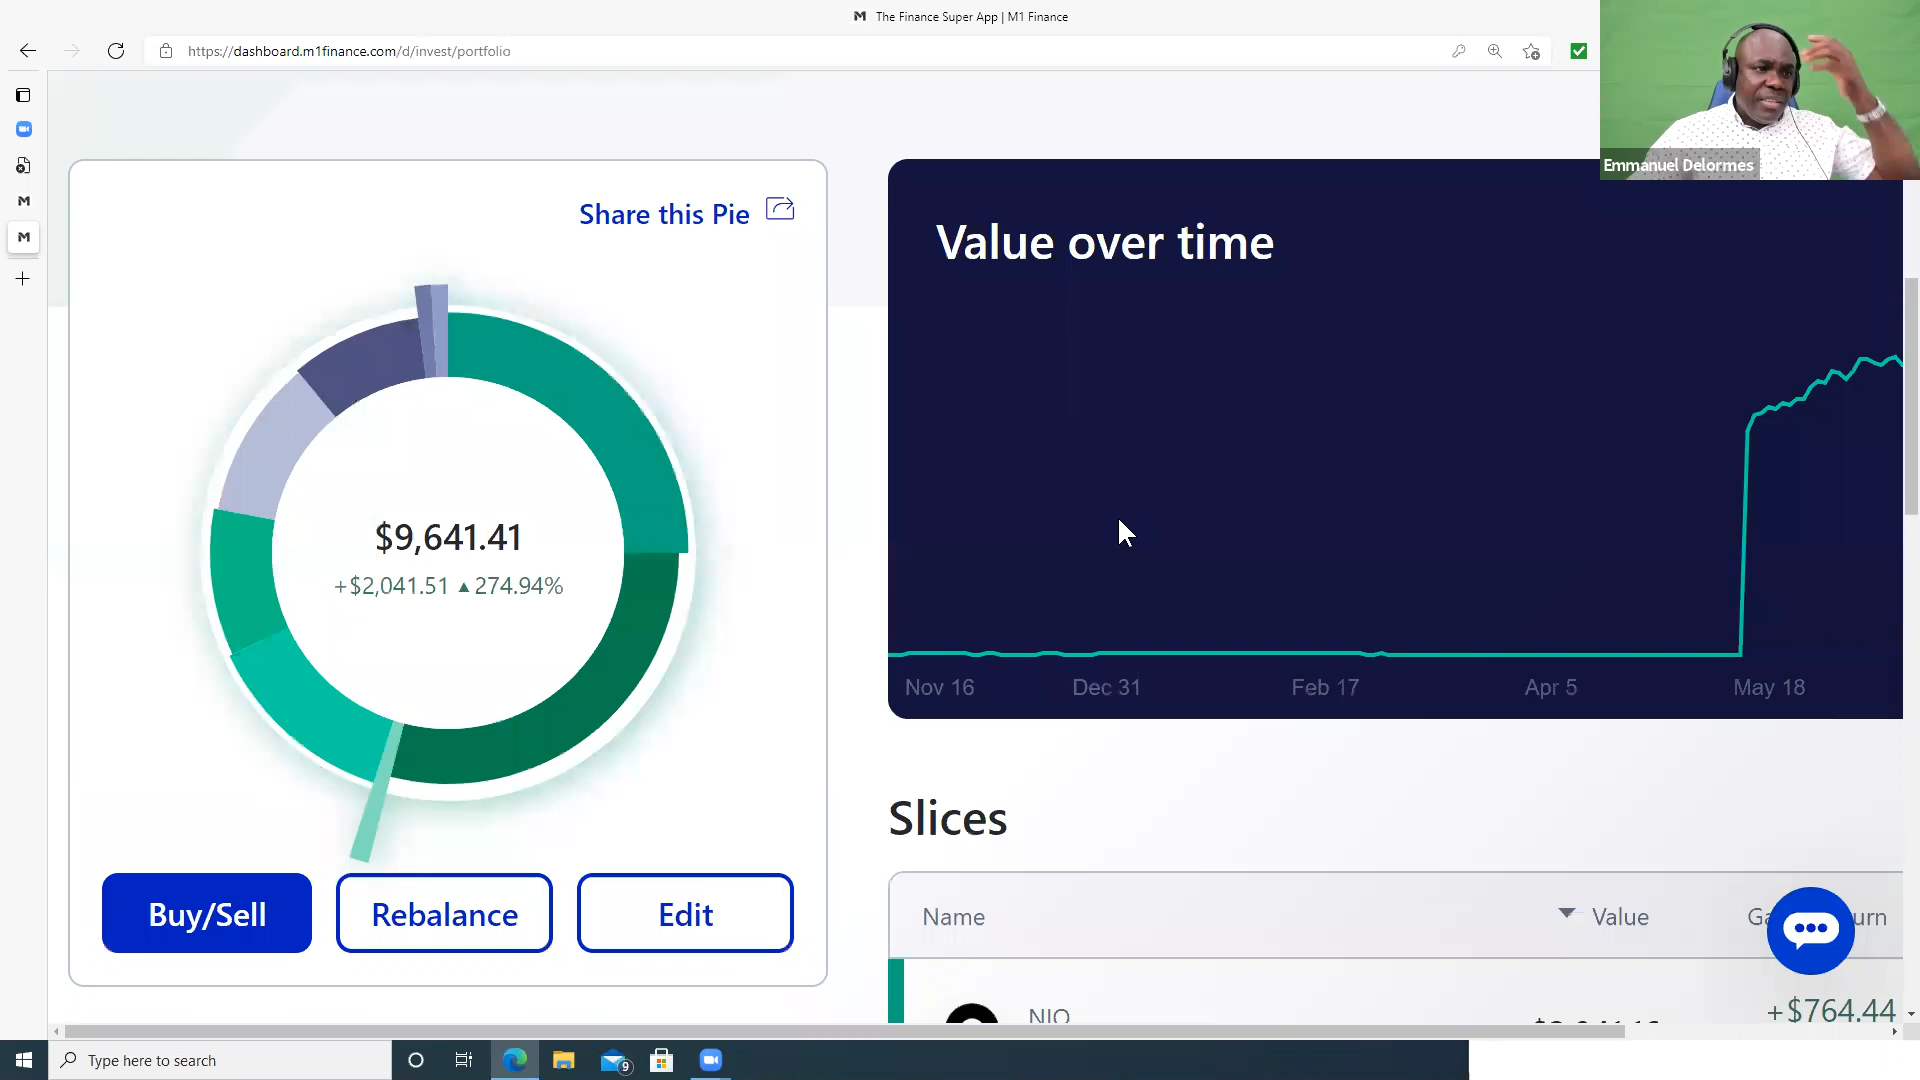 The Finance Super App | M1 Finance
https://dashboard.m1finance.com/d/invest/portfolio
Emmanuel Delormes
Share this Pie
$9,641.41
+$2,041.51 ▲ 274.94%
Buy/Sell
Rebalance
Edit
Value over time
Nov 16
Dec 31
Feb 17
Apr 5
May 18
Slices
Name
Value
NIO
+$764.44
Type here to search
9